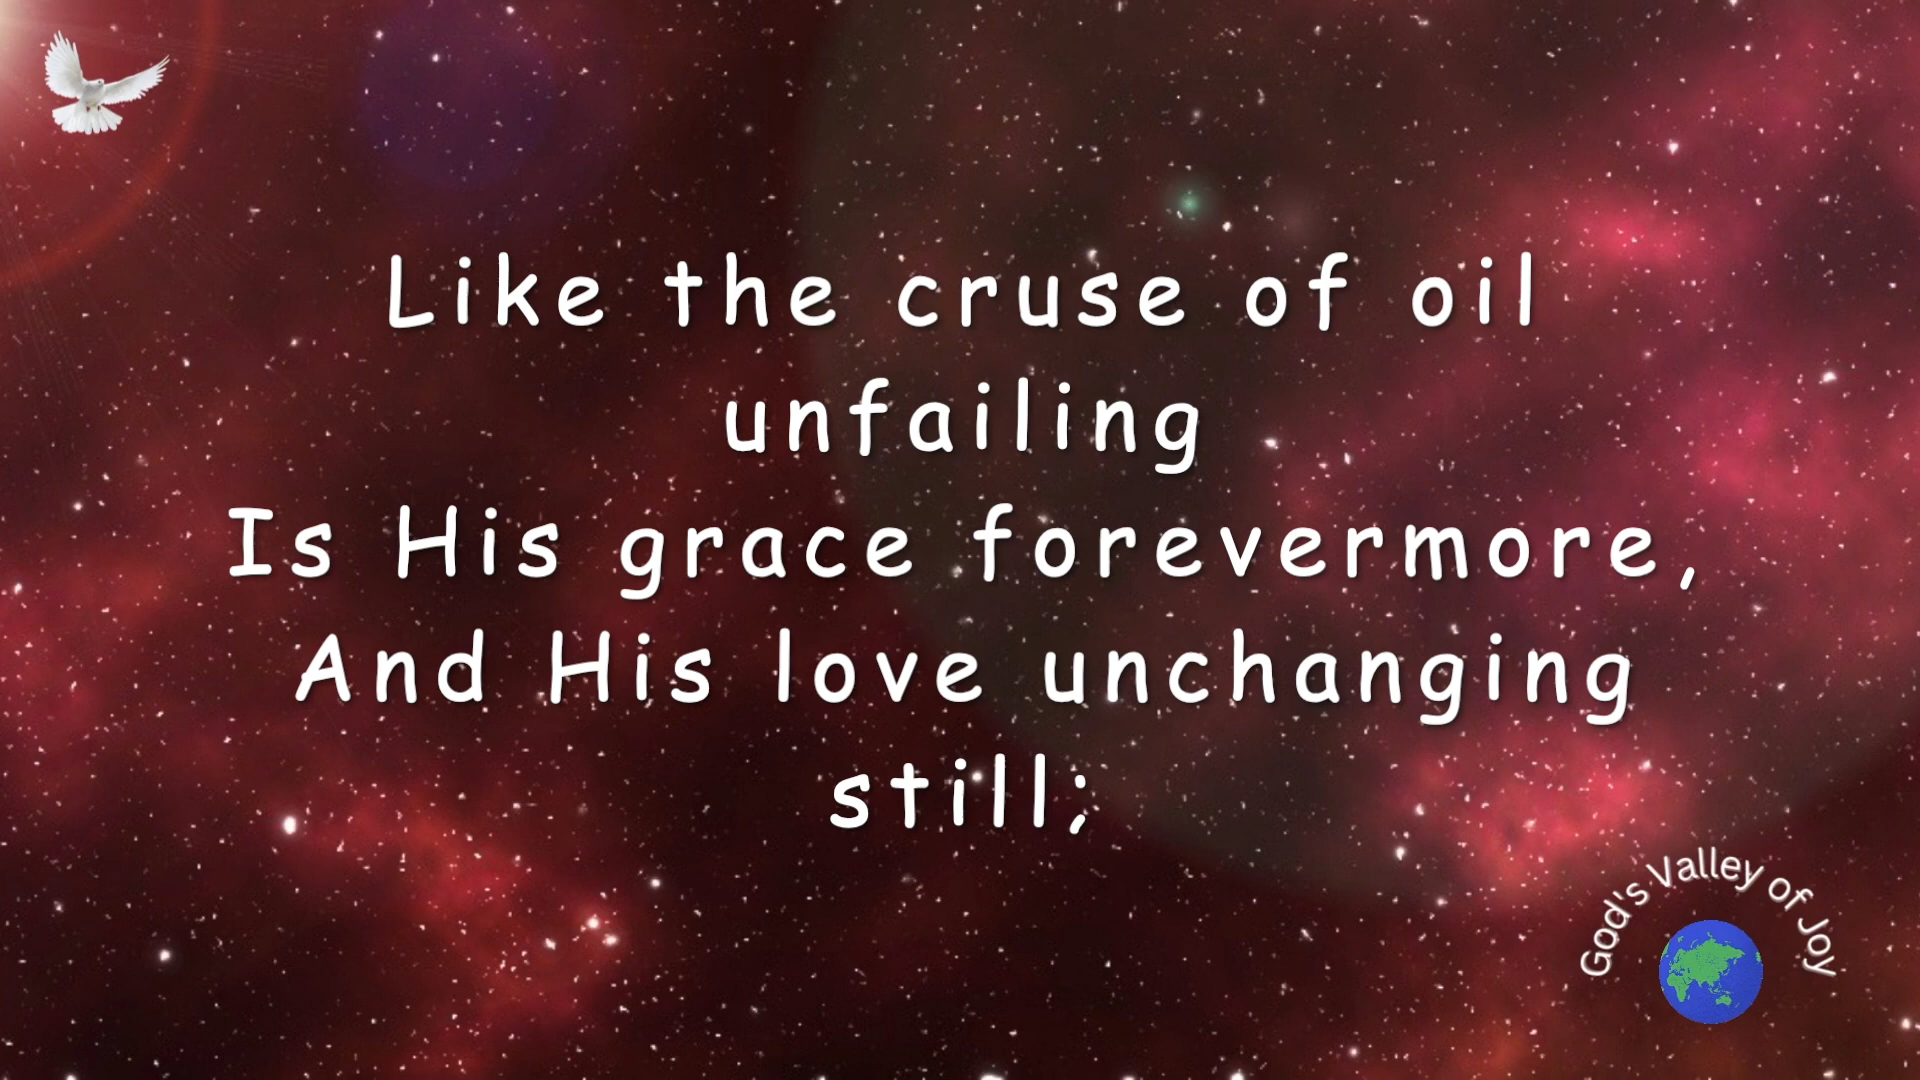 Like the cruse of oil
unfailing
Is His grace forevermore,
And His love unchanging
still;
God's Valley of Joy